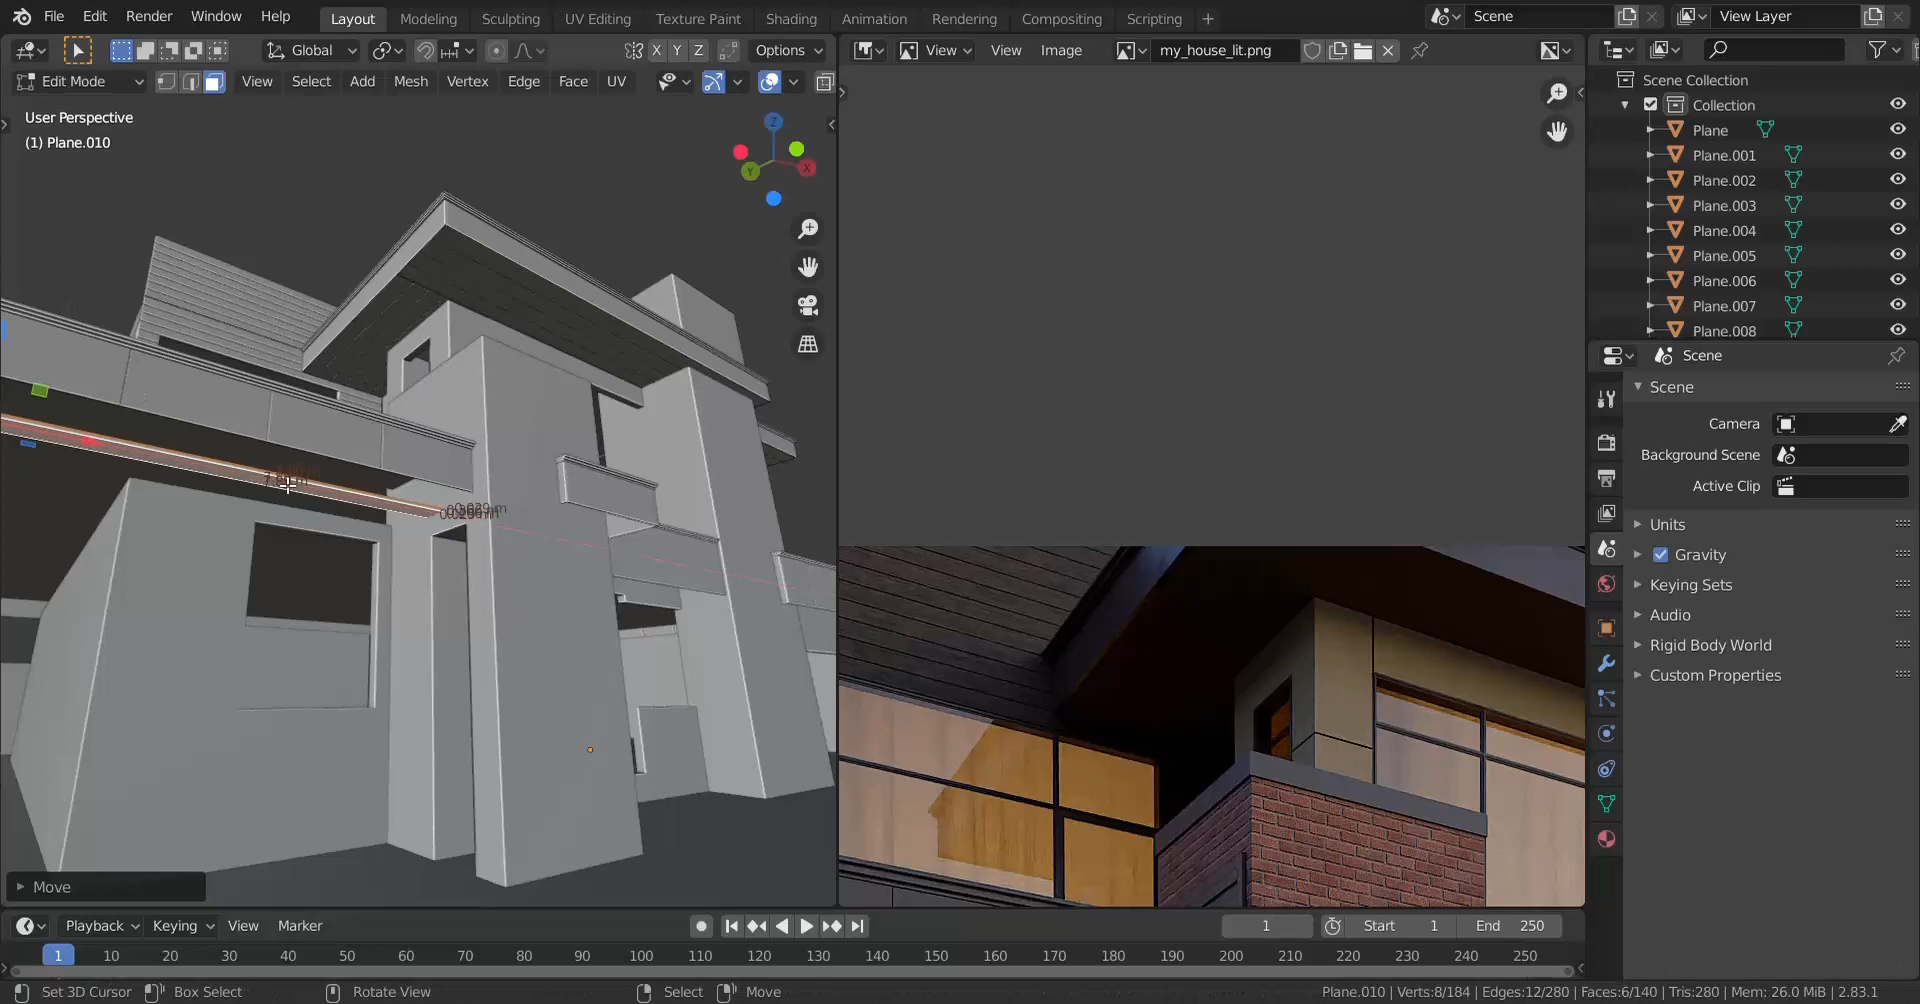 File Edit Render Window Help Layout Modeling Sculpting UV Editing Texture Paint Shading Animation Rendering Compositing Scripting + Scene View Layer
Global X Y Z Options View View Image my_house_lit.png
Edit Mode View Select Add Mesh Vertex Edge Face UV
User Perspective
(1) Plane.010
Z
Y
X
Move
Scene Collection
Collection
Plane
Plane.001
Plane.002
Plane.003
Plane.004
Plane.005
Plane.006
Plane.007
Plane.008
Scene
Scene
Camera
Background Scene
Active Clip
Units
Gravity
Keying Sets
Audio
Rigid Body World
Custom Properties
Playback Keying View Marker 1 Start 1 End 250
1 10 20 30 40 50 60 70 80 90 100 110 120 130 140 150 160 170 180 190 200 210 220 230 240 250
Set 3D Cursor Box Select Rotate View Select Move Plane.010 | Verts:8/184 | Edges:12/280 | Faces:6/140 | Tris:280 | Mem: 26.0 MiB | 2.83.1